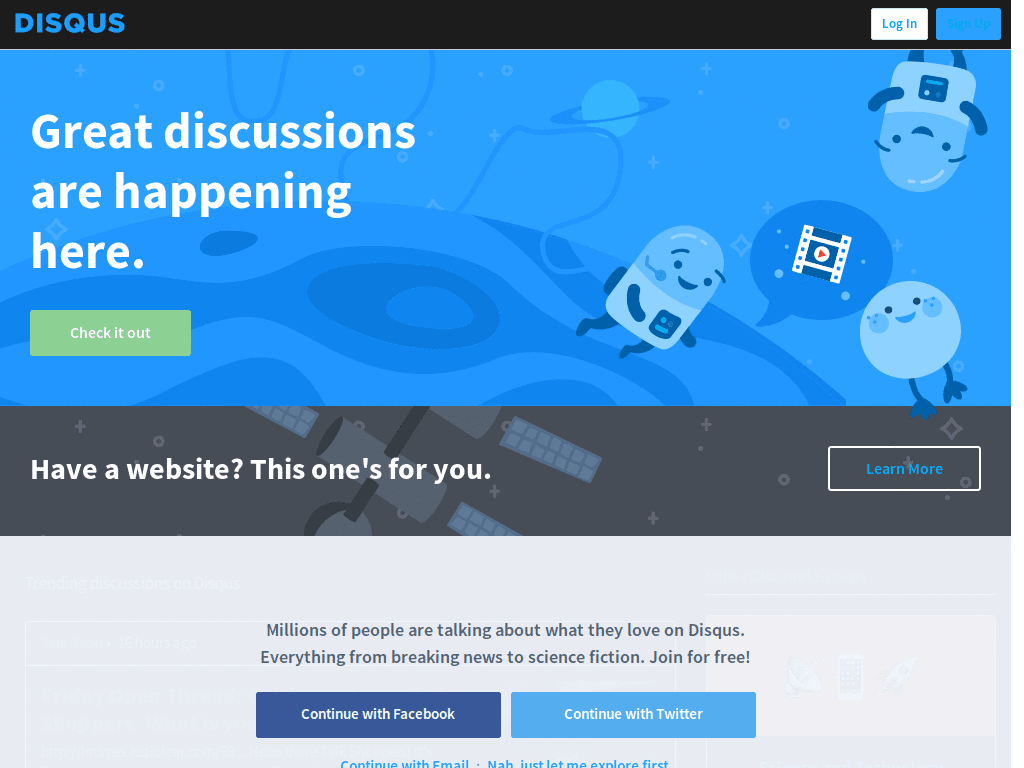 DISQUS
Log In
Sign Up
Great discussions
are happening
here.
Check it out
Have a website? This one's for you.
Learn More
Trending discussions on Disqus
16 hours ago
Millions of people are talking about what they love on Disqus.
Everything from breaking news to science fiction. Join for free!
Continue with Facebook
Continue with Twitter
Continue with Email · Nah, just let me explore first